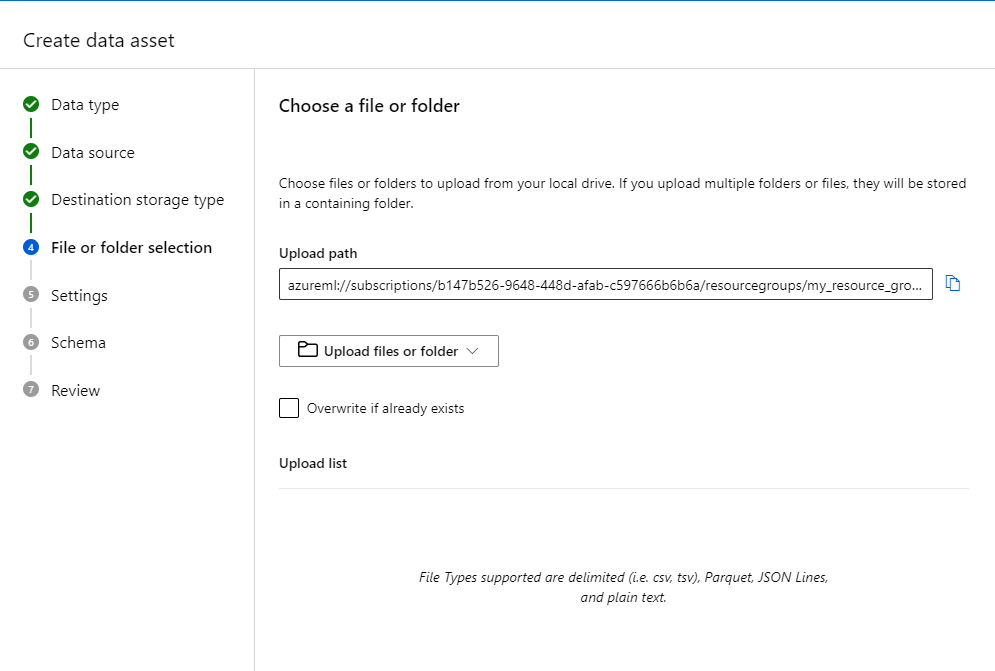 Create data asset
Data type
Data source
Destination storage type
4 File or folder selection
5 Settings
6 Schema
7 Review
Choose a file or folder
Choose files or folders to upload from your local drive. If you upload multiple folders or files, they will be stored
in a containing folder.
Upload path
azureml://subscriptions/b147b526-9648-448d-afab-c597666b6b6a/resourcegroups/my_resource_gro...
Upload files or folder
Overwrite if already exists
Upload list
File Types supported are delimited (i.e. csv, tsv), Parquet, JSON Lines,
and plain text.